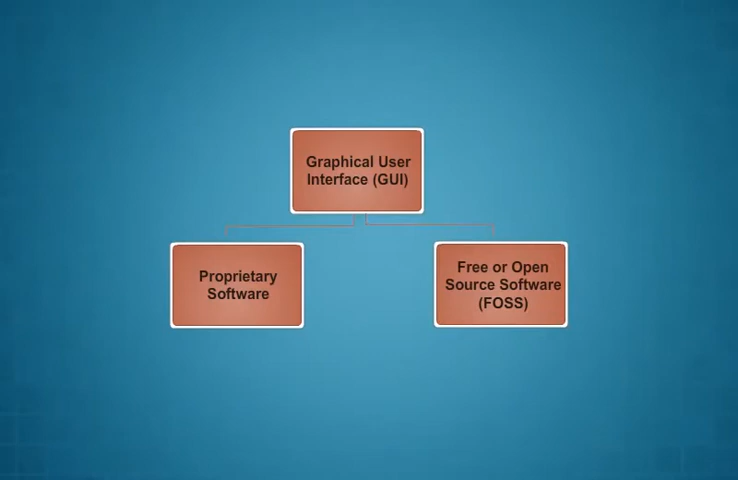 Graphical User
Interface (GUI)
Proprietary
Software
Free or Open
Source Software
(FOSS)